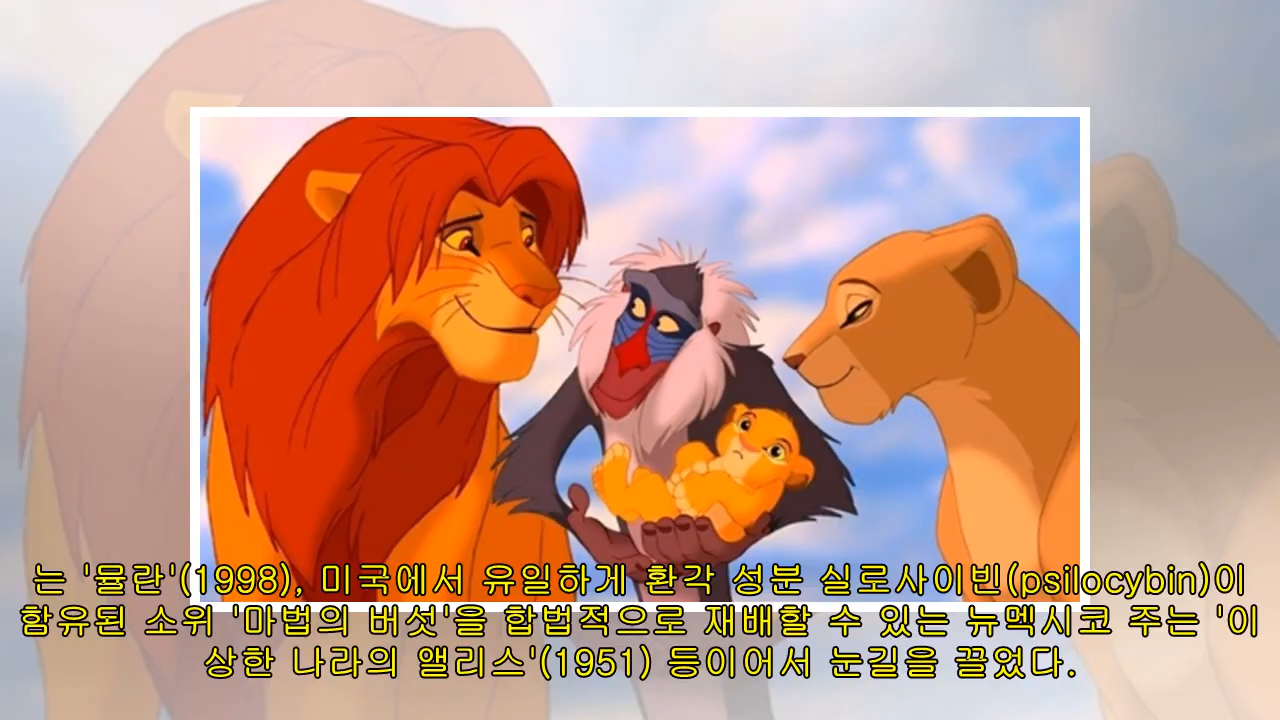 는 '뮬란'(1998), 미국에서 유일하게 환각 성분 실로사이빈(psilocybin)이
함유된 소위 '마법의 버섯'을 합법적으로 재배할 수 있는 뉴멕시코 주는 '이
상한 나라의 앨리스'(1951) 등이어서 눈길을 끌었다.